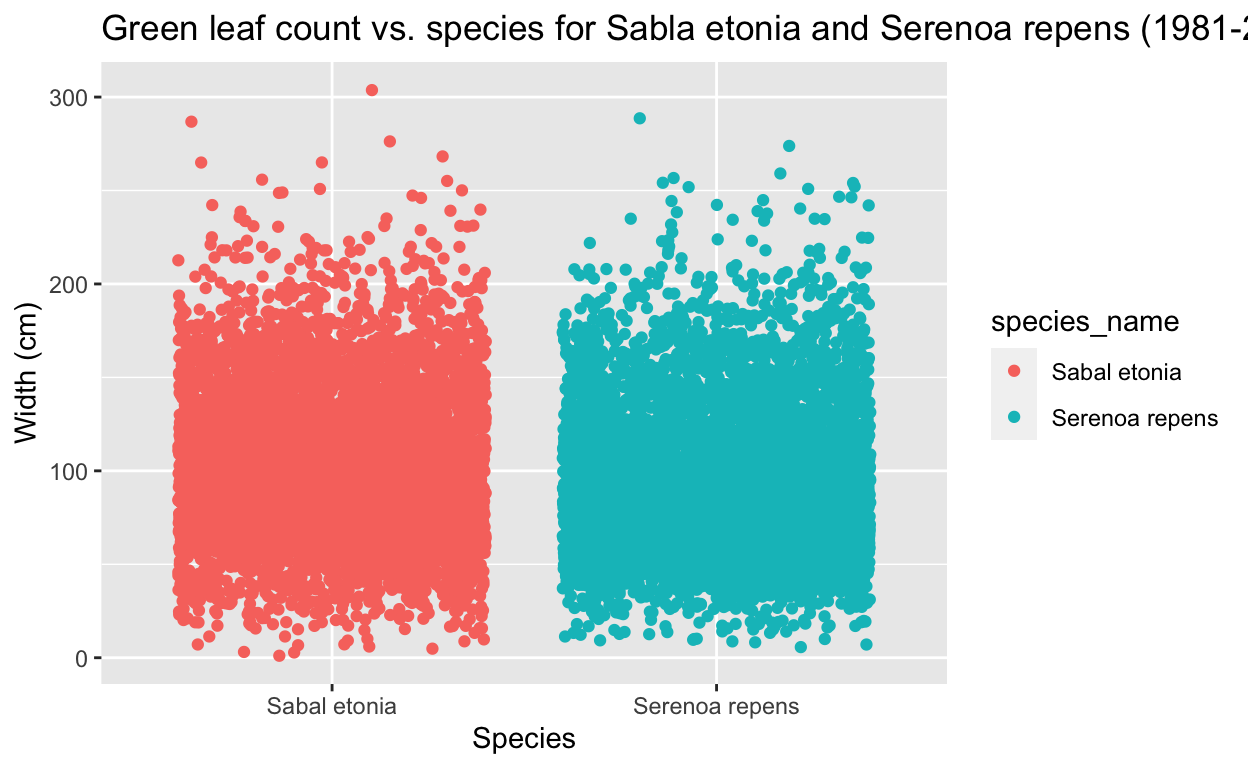 Green leaf count vs. species for Sabla etonia and Serenoa repens (1981-2
300
200
100
0
Width (cm)
Sabal etonia
Serenoa repens
Species
species_name
Sabal etonia
Serenoa repens